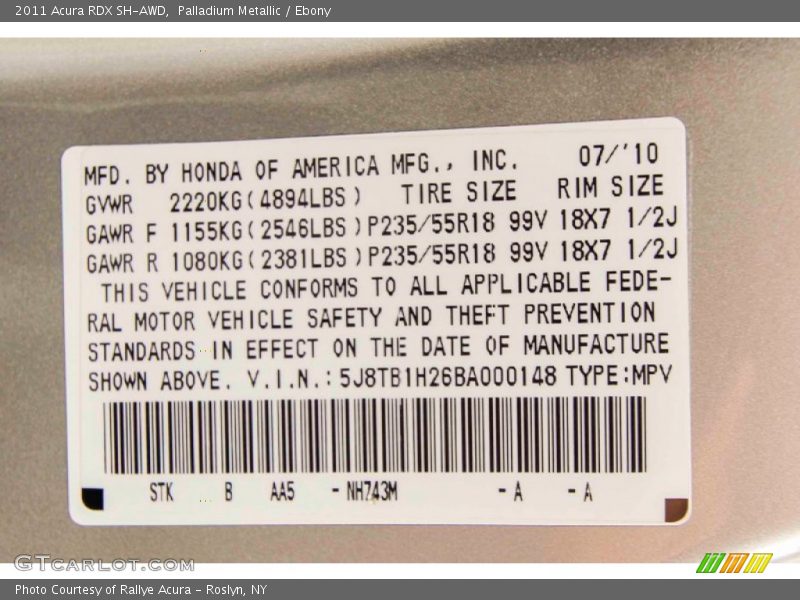 2011 Acura RDX SH-AWD, Palladium Metallic / Ebony
MFD. BY HONDA OF AMERICA MFG., INC. 07/'10
GVWR 2220KG(4894LBS) TIRE SIZE RIM SIZE
GAWR F 1155KG(2546LBS)P235/55R18 99V 18X7 1/2J
GAWR R 1080KG(2381LBS)P235/55R18 99V 18X7 1/2J
THIS VEHICLE CONFORMS TO ALL APPLICABLE FEDE-
RAL MOTOR VEHICLE SAFETY AND THEFT PREVENTION
STANDARDS IN EFFECT ON THE DATE OF MANUFACTURE
SHOWN ABOVE. V.I.N.:5J8TB1H26BA000148 TYPE:MPV
STK B AA5 -NH743M -A -A
GTCARLOT.COM
Photo Courtesy of Rallye Acura - Roslyn, NY